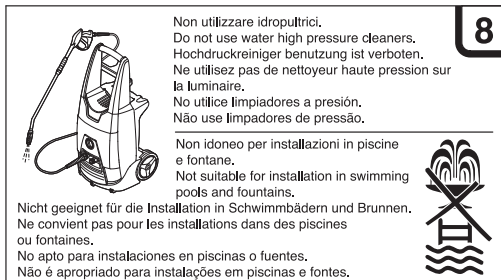 8
Non utilizzare idropultrici.
Do not use water high pressure cleaners.
Hochdruckreiniger benutzung ist verboten.
Ne utilisez pas de nettoyeur haute pression sur
la luminaire.
No utilice limpiadores a presión.
Não use limpadores de pressão.
Non idoneo per installazioni in piscine
e fontane.
Not suitable for installation in swimming
pools and fountains.
Nicht geeignet für die Installation in Schwimmbädern und Brunnen.
Ne convient pas pour les installations dans des piscines
ou fontaines.
No apto para instalaciones en piscinas o fuentes.
Não é apropriado para instalações em piscinas e fontes.